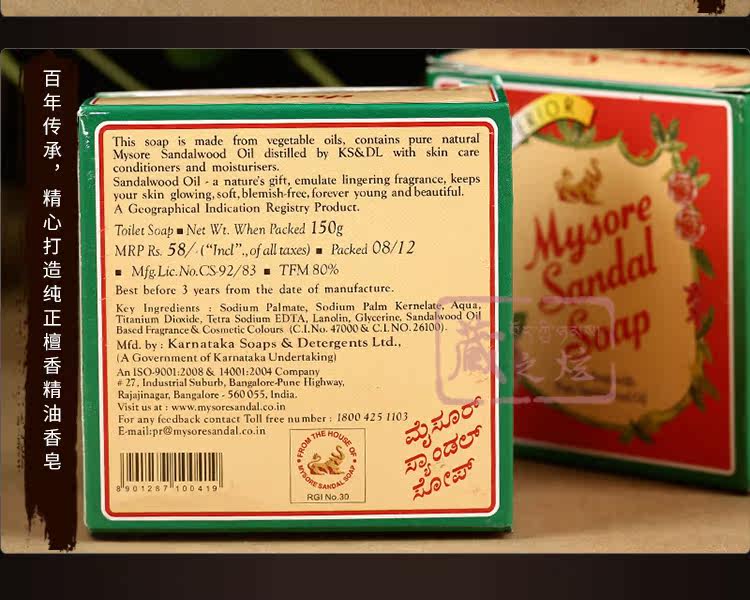 百年传承，精心打造纯正檀香精油香皂
This soap is made from vegetable oils, contains pure natural
Mysore Sandalwood Oil distilled by KS&DL with skin care
conditioners and moisturisers.
Sandalwood Oil - a nature's gift, emulate lingering fragrance, keeps
your skin glowing, soft, blemish-free, forever young and beautiful.
A Geographical Indication Registry Product.
Toilet Soap ■ Net Wt. When Packed 150g
MRP Rs. 58/- ("Incl"., of all taxes) ■ Packed 08/12
■ Mfg.Lic.No.CS-92/83 ■ TFM 80%
Best before 3 years from the date of manufacture.
Key Ingredients : Sodium Palmate, Sodium Palm Kernelate, Aqua,
Titanium Dioxide, Tetra Sodium EDTA, Lanolin, Glycerine, Sandalwood Oil
Based Fragrance & Cosmetic Colours (C.I.No. 47000 & C.I.NO. 26100).
Mfd. by : Karnataka Soaps & Detergents Ltd.,
(A Government of Karnataka Undertaking)
An ISO-9001:2008 & 14001:2004 Company
# 27, Industrial Suburb, Bangalore-Pune Highway,
Rajajinagar, Bangalore - 560 055, India.
Visit us at : www.mysoresandal.co.in
For any feedback contact Toll free number : 1800 425 1103
E-mail:pr@mysoresandal.co.in
8901287100419
FROM THE HOUSE OF
MYSORE SANDAL SOAP
RGI No.30
ಮೈಸೂರ್
ಸ್ಯಾಂಡಲ್
ಸೋಪ್
ERIOR
Mysore
Sandal
Soap
藏之煌